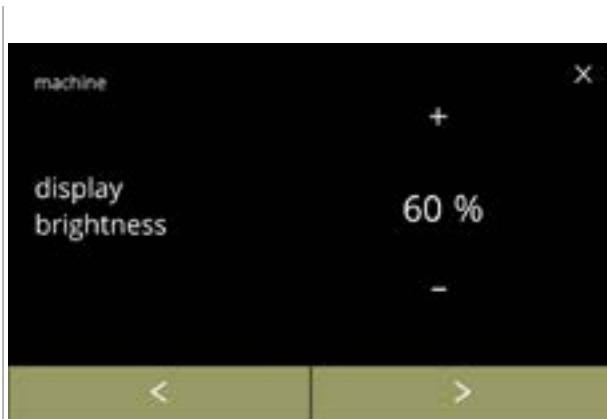 machine
×
+
display
brightness
60 %
–
<
>